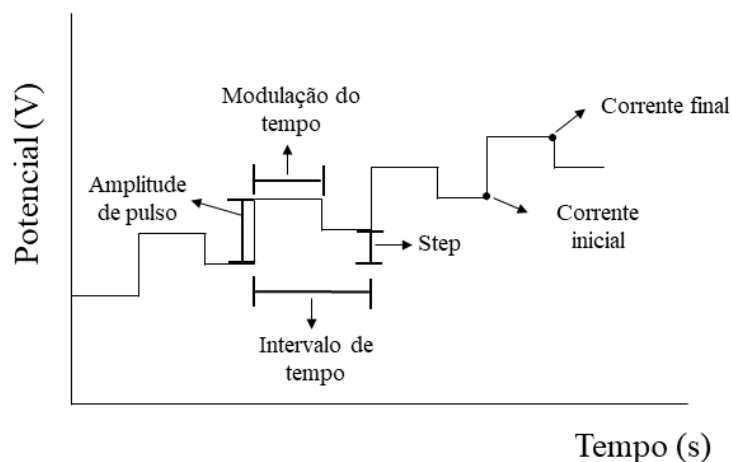 Potencial (V)
Amplitude
de pulso
Modulação do
tempo
Intervalo de
tempo
Step
Corrente final
Corrente
inicial
Tempo (s)